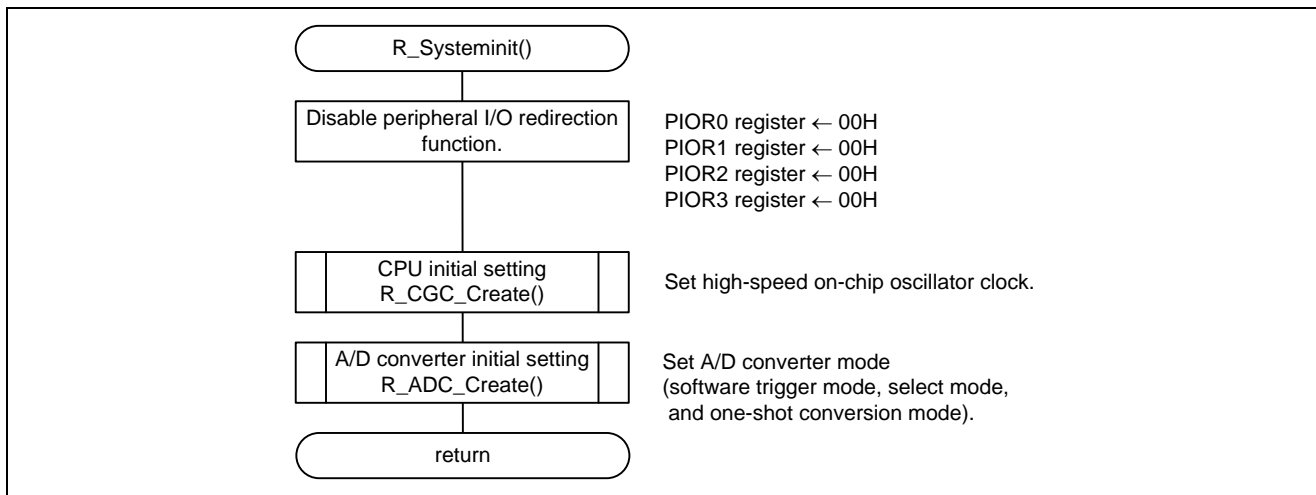 R_Systeminit()
Disable peripheral I/O redirection
function.
PIOR0 register ← 00H
PIOR1 register ← 00H
PIOR2 register ← 00H
PIOR3 register ← 00H
CPU initial setting
R_CGC_Create()
Set high-speed on-chip oscillator clock.
A/D converter initial setting
R_ADC_Create()
Set A/D converter mode
(software trigger mode, select mode,
and one-shot conversion mode).
return